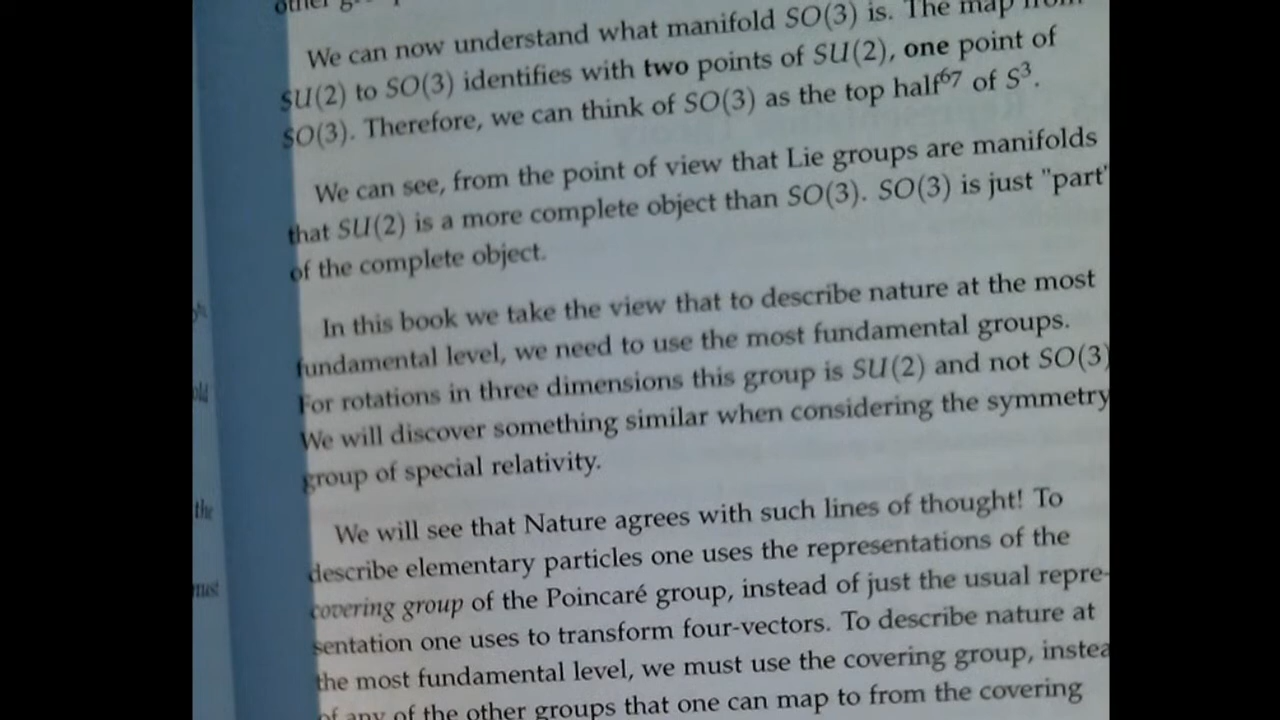 other
We can now understand what manifold SO(3) is. The map from
SU(2) to SO(3) identifies with two points of SU(2), one point of
SO(3). Therefore, we can think of SO(3) as the top half⁶⁷ of S³.
We can see, from the point of view that Lie groups are manifolds
that SU(2) is a more complete object than SO(3). SO(3) is just "part"
of the complete object.
In this book we take the view that to describe nature at the most
fundamental level, we need to use the most fundamental groups.
For rotations in three dimensions this group is SU(2) and not SO(3)
We will discover something similar when considering the symmetry
group of special relativity.
We will see that Nature agrees with such lines of thought! To
describe elementary particles one uses the representations of the
covering group of the Poincaré group, instead of just the usual repre-
sentation one uses to transform four-vectors. To describe nature at
the most fundamental level, we must use the covering group, instea
of any of the other groups that one can map to from the covering
the